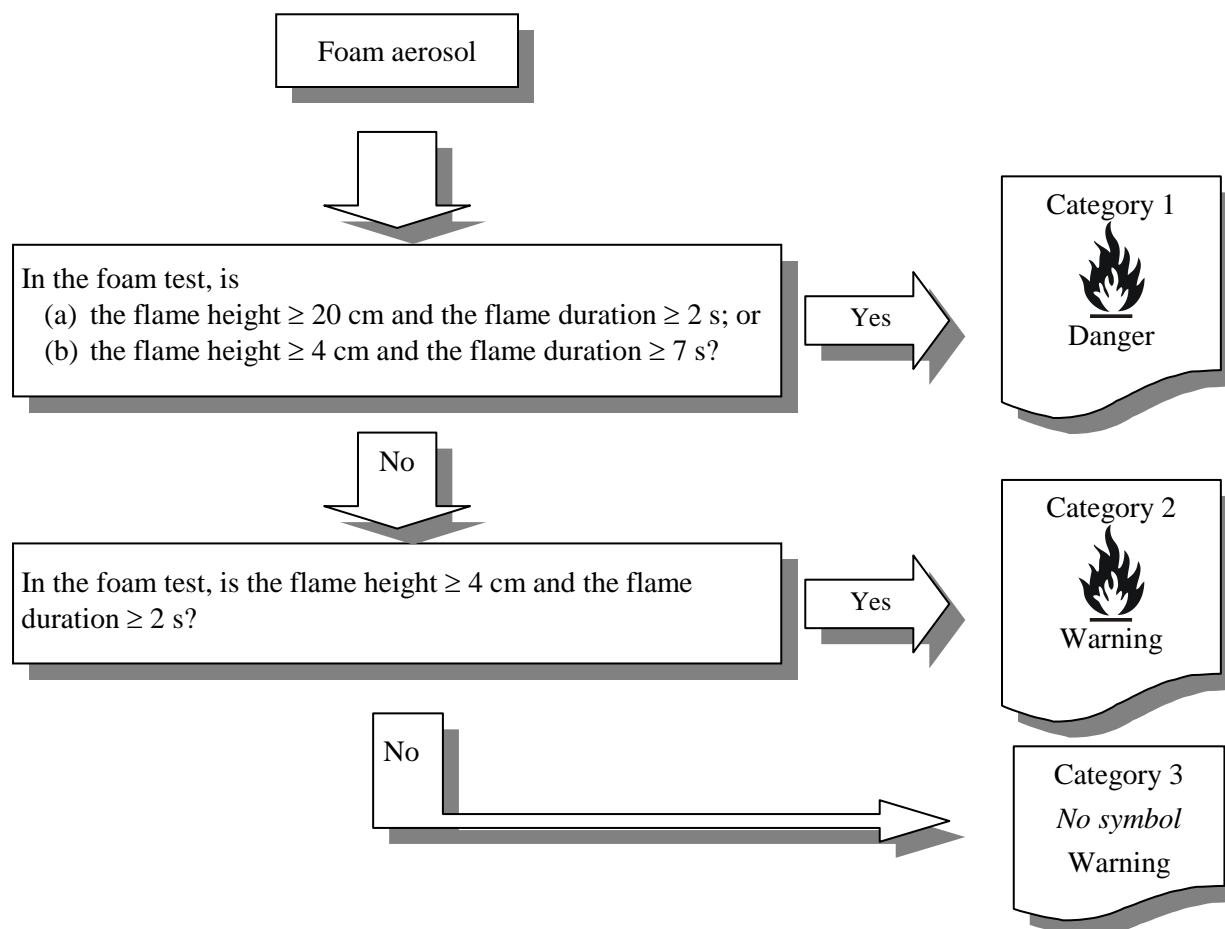 Foam aerosol
In the foam test, is
(a) the flame height ≥ 20 cm and the flame duration ≥ 2 s; or
(b) the flame height ≥ 4 cm and the flame duration ≥ 7 s?
Yes
Category 1
Danger
No
In the foam test, is the flame height ≥ 4 cm and the flame
duration ≥ 2 s?
Yes
Category 2
Warning
No
Category 3
No symbol
Warning